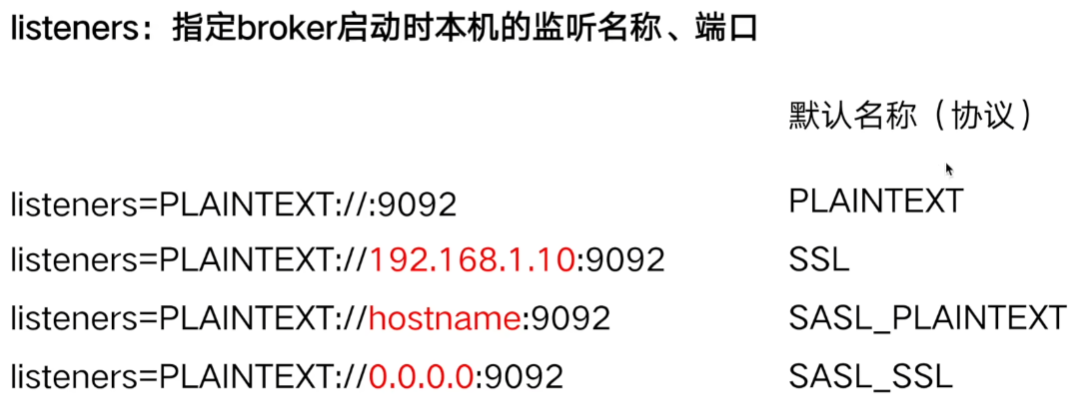 listeners：指定broker启动时本机的监听名称、端口
默认名称（协议）
listeners=PLAINTEXT://:9092 PLAINTEXT
listeners=PLAINTEXT://192.168.1.10:9092 SSL
listeners=PLAINTEXT://hostname:9092 SASL_PLAINTEXT
listeners=PLAINTEXT://0.0.0.0:9092 SASL_SSL